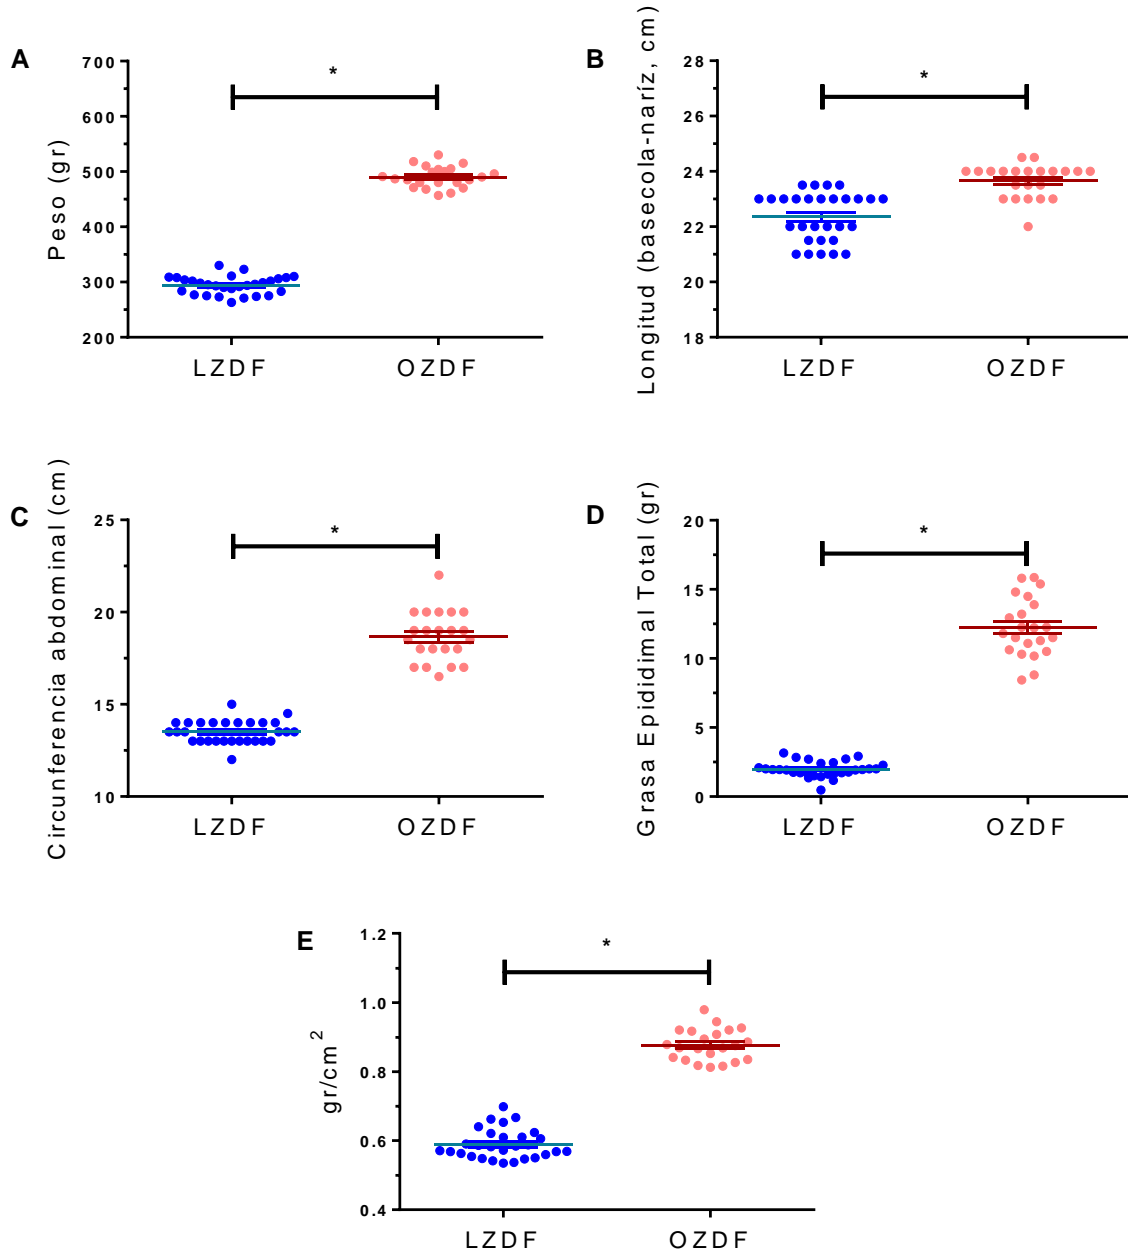 A
Peso (gr)
700
600
500
400
300
200
*
LZDF
OZDF
B
Longitud (basecola-naríz, cm)
28
26
24
22
20
18
*
LZDF
OZDF
C
Circunferencia abdominal (cm)
25
20
15
10
*
LZDF
OZDF
D
Grasa Epididimal Total (gr)
20
15
10
5
0
*
LZDF
OZDF
E
gr/cm²
1.2
1.0
0.8
0.6
0.4
*
LZDF
OZDF